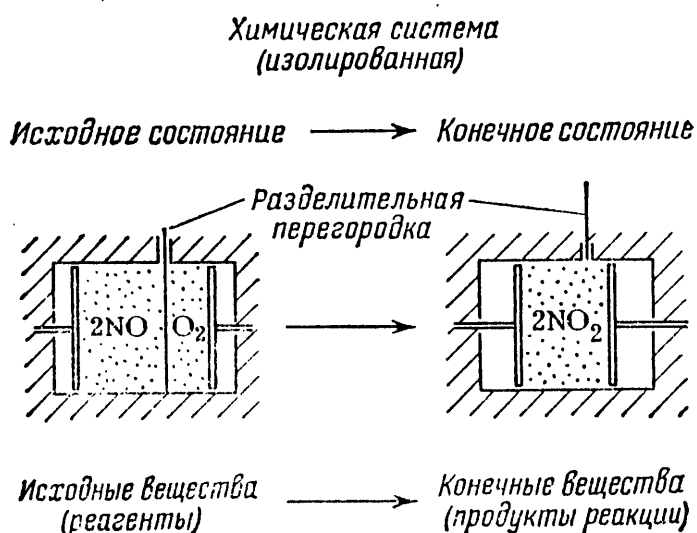 Химическая система
(изолированная)
Исходное состояние
Конечное состояние
Разделительная
перегородка
2NO
O₂
2NO₂
Исходные вещества
(реагенты)
Конечные вещества
(продукты реакции)